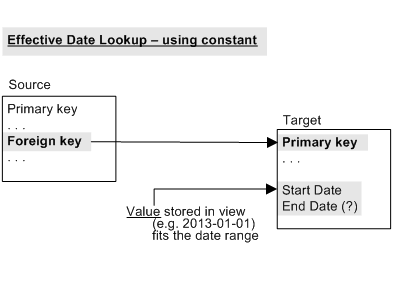 Effective Date Lookup – using constant
Source
Primary key
. . .
Foreign key
. . .
Target
Primary key
. . .
Start Date
End Date (?)
Value stored in view
(e.g. 2013-01-01)
fits the date range